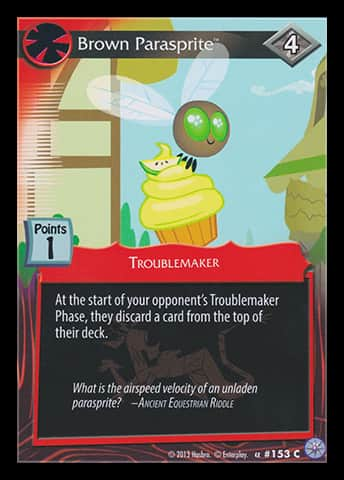 Brown Parasprite™
4
Points
1
TROUBLEMAKER
At the start of your opponent's Troublemaker
Phase, they discard a card from the top of
their deck.
What is the airspeed velocity of an unladen
parasprite? –ANCIENT EQUESTRIAN RIDDLE
© 2013 Hasbro. © Enterplay. α #153 C